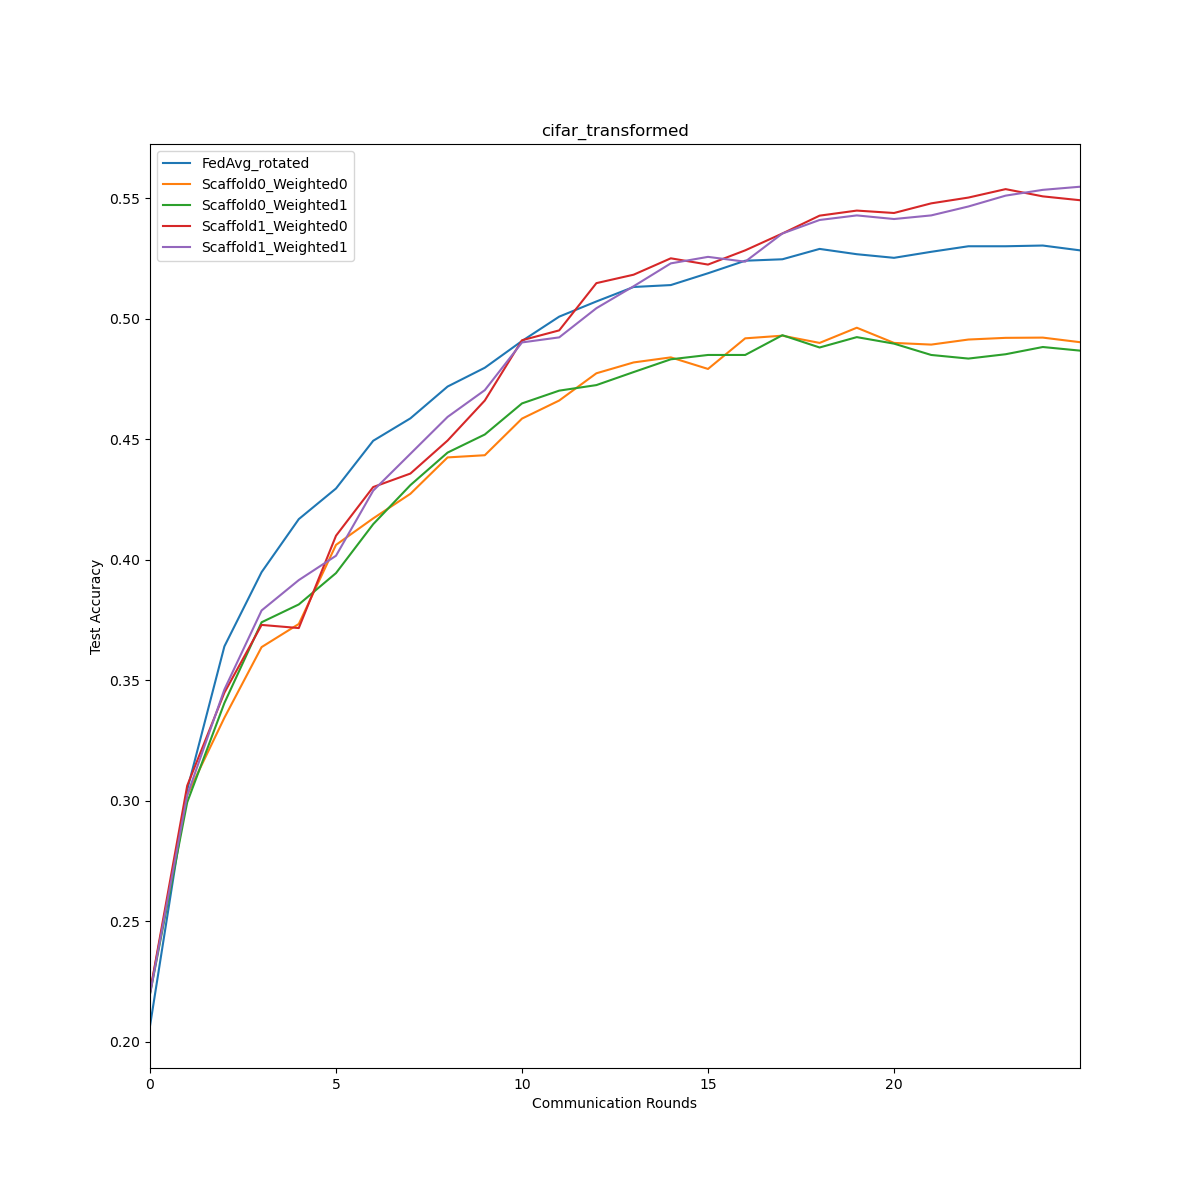 cifar_transformed
FedAvg_rotated
Scaffold0_Weighted0
Scaffold0_Weighted1
Scaffold1_Weighted0
Scaffold1_Weighted1
0.55
0.50
0.45
0.40
0.35
0.30
0.25
0.20
Test Accuracy
0 5 10 15 20
Communication Rounds